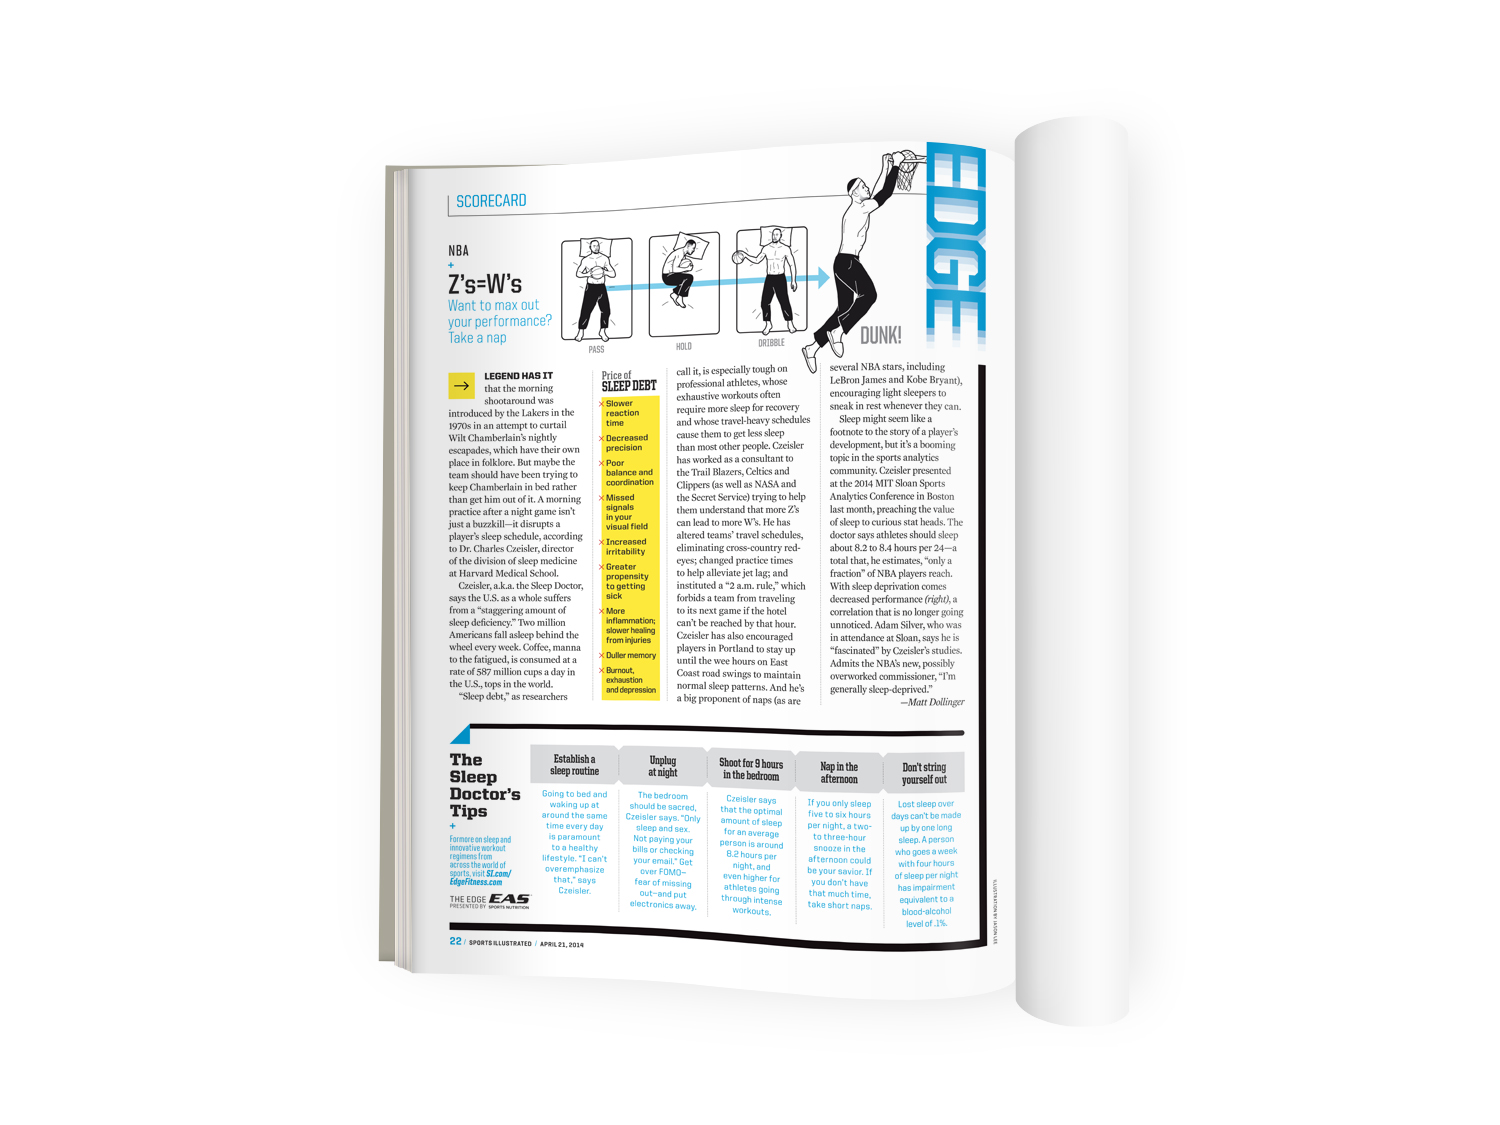 SCORECARD
EDGE
NBA
+
Z's=W's
Want to max out
your performance?
Take a nap
PASS
HOLD
DRIBBLE
DUNK!
→ LEGEND HAS IT
that the morning
shootaround was
introduced by the Lakers in the
1970s in an attempt to curtail
Wilt Chamberlain's nightly
escapades, which have their own
place in folklore. But maybe the
team should have been trying to
keep Chamberlain in bed rather
than get him out of it. A morning
practice after a night game isn't
just a buzzkill—it disrupts a
player's sleep schedule, according
to Dr. Charles Czeisler, director
of the division of sleep medicine
at Harvard Medical School.
Czeisler, a.k.a. the Sleep Doctor,
says the U.S. as a whole suffers
from a “staggering amount of
sleep deficiency.” Two million
Americans fall asleep behind the
wheel every week. Coffee, manna
to the fatigued, is consumed at a
rate of 587 million cups a day in
the U.S., tops in the world.
“Sleep debt,” as researchers
Price of
SLEEP DEBT
× Slower
reaction
time
× Decreased
precision
× Poor
balance and
coordination
× Missed
signals
in your
visual field
× Increased
irritability
× Greater
propensity
to getting
sick
× More
inflammation;
slower healing
from injuries
× Duller memory
× Burnout,
exhaustion
and depression
call it, is especially tough on
professional athletes, whose
exhaustive workouts often
require more sleep for recovery
and whose travel-heavy schedules
cause them to get less sleep
than most other people. Czeisler
has worked as a consultant to
the Trail Blazers, Celtics and
Clippers (as well as NASA and
the Secret Service) trying to help
them understand that more Z's
can lead to more W's. He has
altered teams' travel schedules,
eliminating cross-country red-
eyes; changed practice times
to help alleviate jet lag; and
instituted a “2 a.m. rule,” which
forbids a team from traveling
to its next game if the hotel
can't be reached by that hour.
Czeisler has also encouraged
players in Portland to stay up
until the wee hours on East
Coast road swings to maintain
normal sleep patterns. And he's
a big proponent of naps (as are
several NBA stars, including
LeBron James and Kobe Bryant),
encouraging light sleepers to
sneak in rest whenever they can.
Sleep might seem like a
footnote to the story of a player's
development, but it's a booming
topic in the sports analytics
community. Czeisler presented
at the 2014 MIT Sloan Sports
Analytics Conference in Boston
last month, preaching the value
of sleep to curious stat heads. The
doctor says athletes should sleep
about 8.2 to 8.4 hours per 24—a
total that, he estimates, “only a
fraction” of NBA players reach.
With sleep deprivation comes
decreased performance (right), a
correlation that is no longer going
unnoticed. Adam Silver, who was
in attendance at Sloan, says he is
“fascinated” by Czeisler's studies.
Admits the NBA's new, possibly
overworked commissioner, “I'm
generally sleep-deprived.”
—Matt Dollinger
The
Sleep
Doctor's
Tips
+
For more on sleep and
innovative workout
regimens from
across the world of
sports, visit SI.com/
EdgeFitness.com
THE EDGE
PRESENTED BY
EAS
SPORTS NUTRITION
Establish a
sleep routine
Going to bed and
waking up at
around the same
time every day
is paramount
to a healthy
lifestyle. “I can't
overemphasize
that,” says
Czeisler.
Unplug
at night
The bedroom
should be sacred,
Czeisler says. “Only
sleep and sex.
Not paying your
bills or checking
your email.” Get
over FOMO—
fear of missing
out—and put
electronics away.
Shoot for 9 hours
in the bedroom
Czeisler says
that the optimal
amount of sleep
for an average
person is around
8.2 hours per
night, and
even higher for
athletes going
through intense
workouts.
Nap in the
afternoon
If you only sleep
five to six hours
per night, a two-
to three-hour
snooze in the
afternoon could
be your savior. If
you don't have
that much time,
take short naps.
Don't string
yourself out
Lost sleep over
days can't be made
up by one long
sleep. A person
who goes a week
with four hours
of sleep per night
has impairment
equivalent to a
blood-alcohol
level of .1%.
ILLUSTRATION BY JASON LEE
22 / SPORTS ILLUSTRATED / APRIL 21, 2014